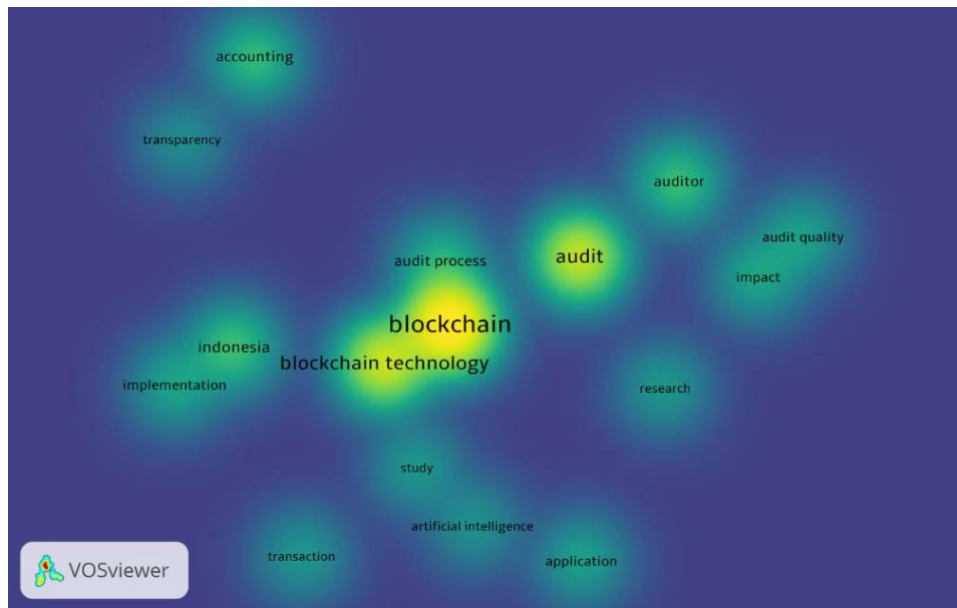 accounting
transparency
auditor
audit quality
audit process
audit
impact
blockchain
indonesia
blockchain technology
implementation
research
study
artificial intelligence
transaction
application
VOSviewer